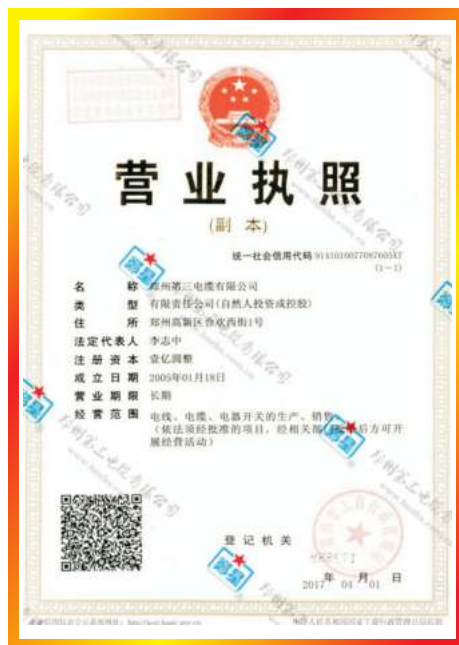 营业执照
(副 本)
统一社会信用代码
(1-1)
名 称 郑州第三电缆有限公司
类 型 有限责任公司(自然人投资或控股)
住 所 郑州高新区合欢西街1号
法定代表人 李志中
注 册 资 本 壹亿圆整
成 立 日 期 2005年01月18日
营 业 期 限 长期
经 营 范 围 电线、电缆、电器开关的生产、销售
(依法须经批准的项目,经相关部门批准后方可开
展经营活动)
登 记 机 关
2017 年 04 月 01 日